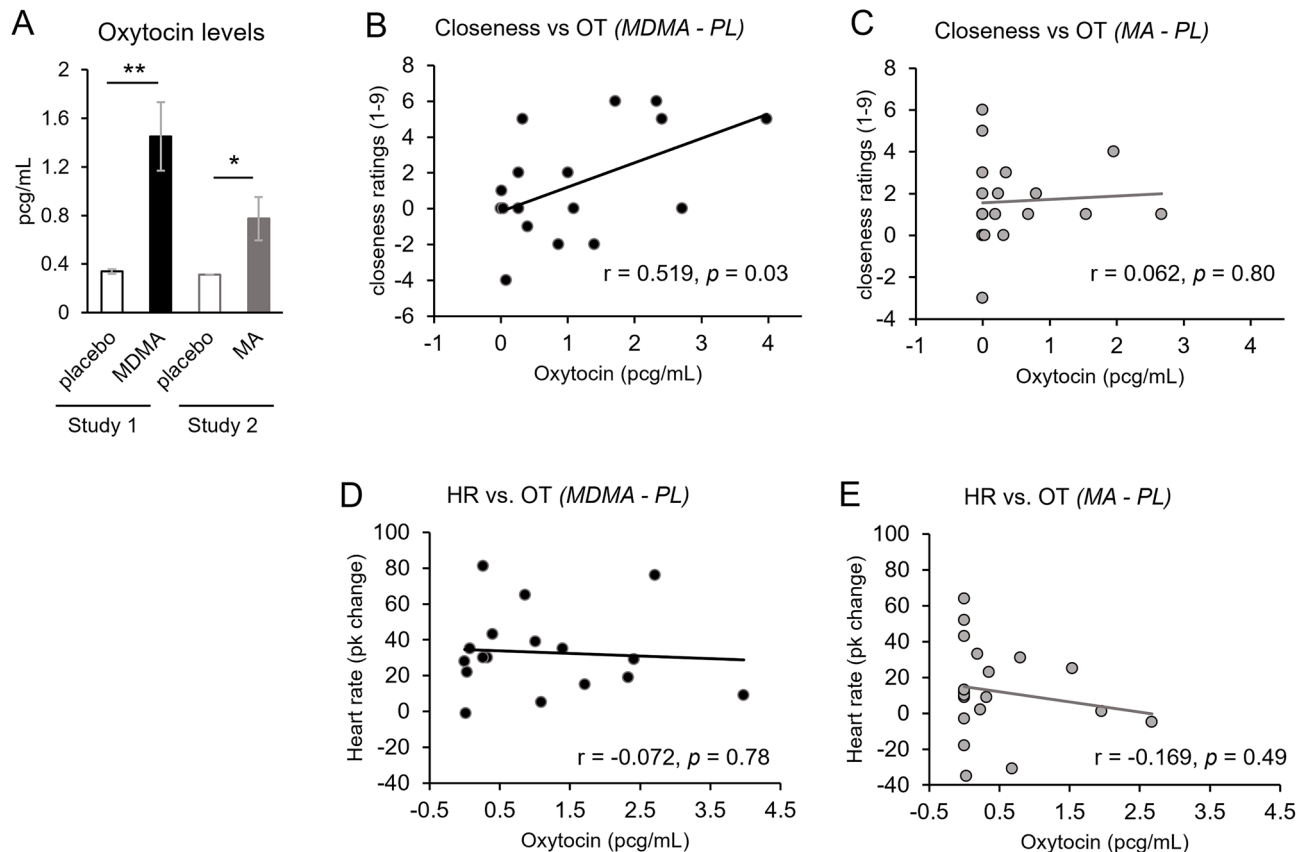 A
Oxytocin levels
pcg/mL
2
1.6
1.2
0.8
0.4
0
**
*
placebo
MDMA
placebo
MA
Study 1
Study 2
B
Closeness vs OT (MDMA - PL)
closeness ratings (1-9)
8
6
4
2
0
-2
-4
-6
r = 0.519, p = 0.03
-1
0
1
2
3
4
Oxytocin (pcg/mL)
C
Closeness vs OT (MA - PL)
closeness ratings (1-9)
8
6
4
2
0
-2
-4
r = 0.062, p = 0.80
-1
0
1
2
3
4
Oxytocin (pcg/mL)
D
HR vs. OT (MDMA - PL)
Heart rate (pk change)
100
80
60
40
20
0
-20
-40
r = -0.072, p = 0.78
-0.5
0.5
1.5
2.5
3.5
4.5
Oxytocin (pcg/mL)
E
HR vs. OT (MA - PL)
Heart rate (pk change)
100
80
60
40
20
0
-20
-40
r = -0.169, p = 0.49
-0.5
0.5
1.5
2.5
3.5
4.5
Oxytocin (pcg/mL)